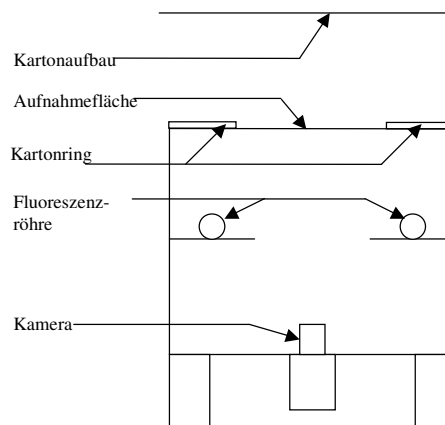 Kartonaufbau
Aufnahmefläche
Kartonring
Fluoreszenz-
röhre
Kamera